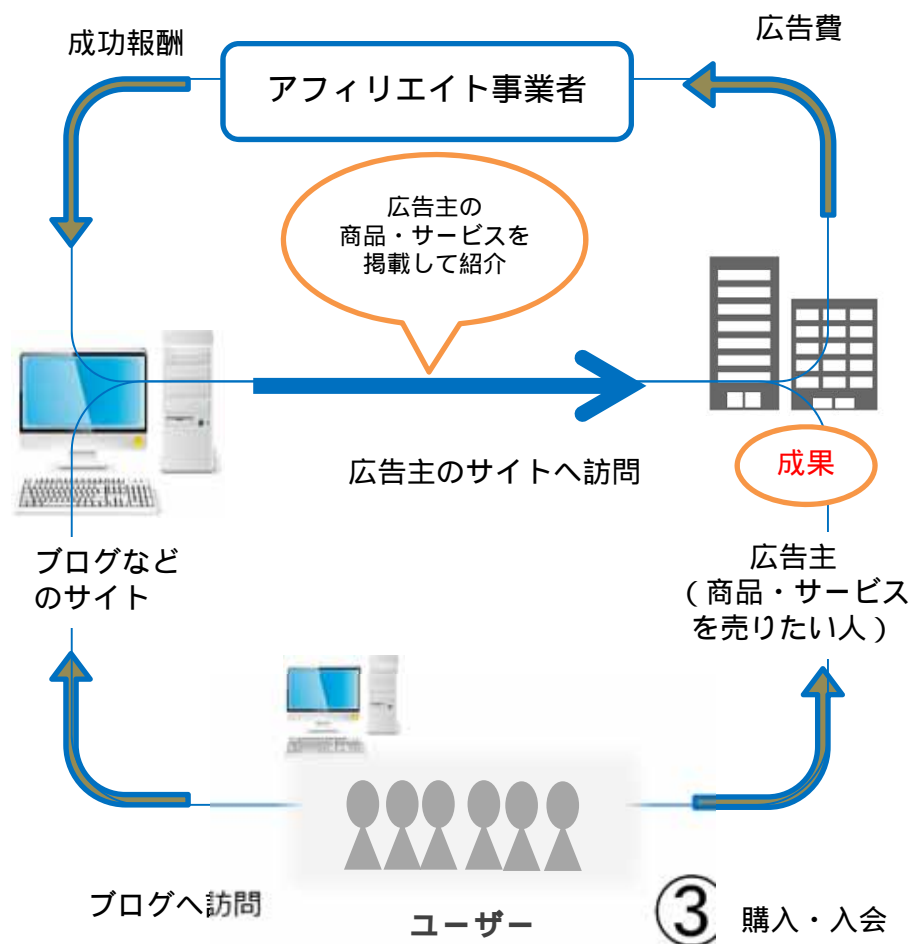 成功報酬
広告費
アフィリエイト事業者
広告主の
商品・サービスを
掲載して紹介
広告主のサイトへ訪問
成果
ブログなど
のサイト
広告主
(商品・サービス
を売りたい人)
ブログへ訪問
ユーザー
③
購入・入会